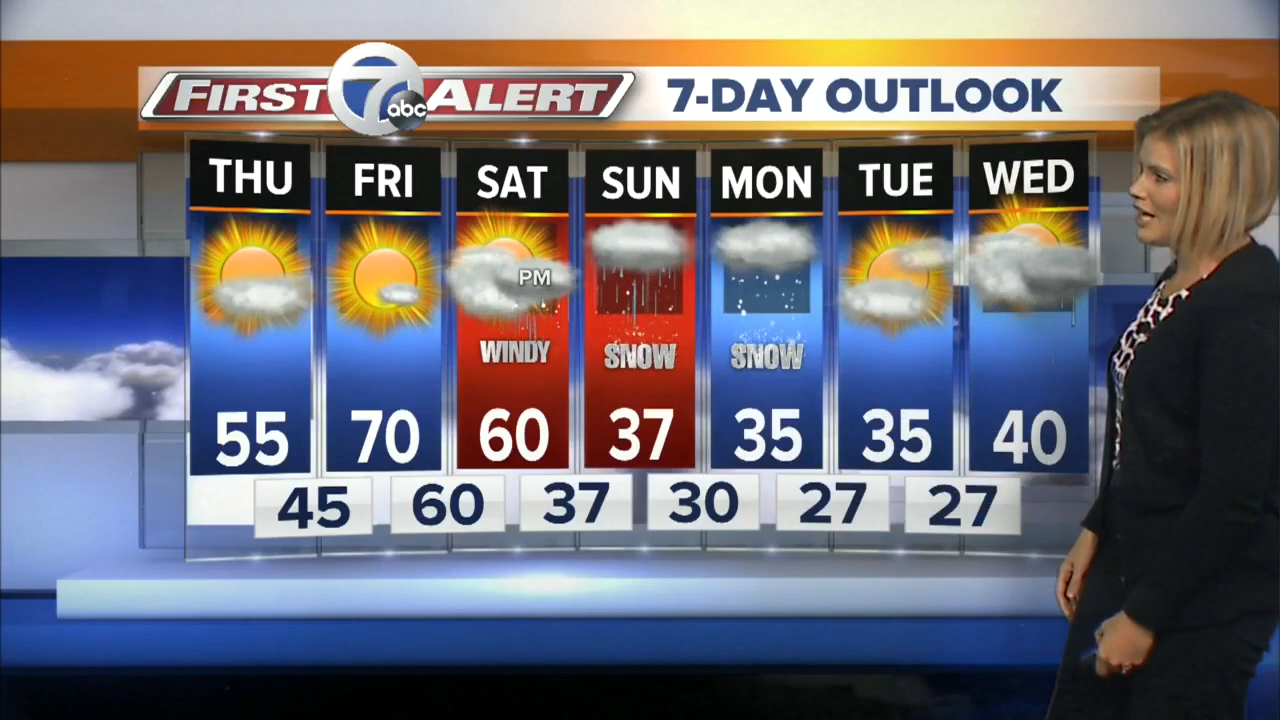 FIRST 7 abc ALERT 7-DAY OUTLOOK
THU FRI SAT SUN MON TUE WED
PM
WINDY SNOW SNOW
55 70 60 37 35 35 40
45 60 37 30 27 27